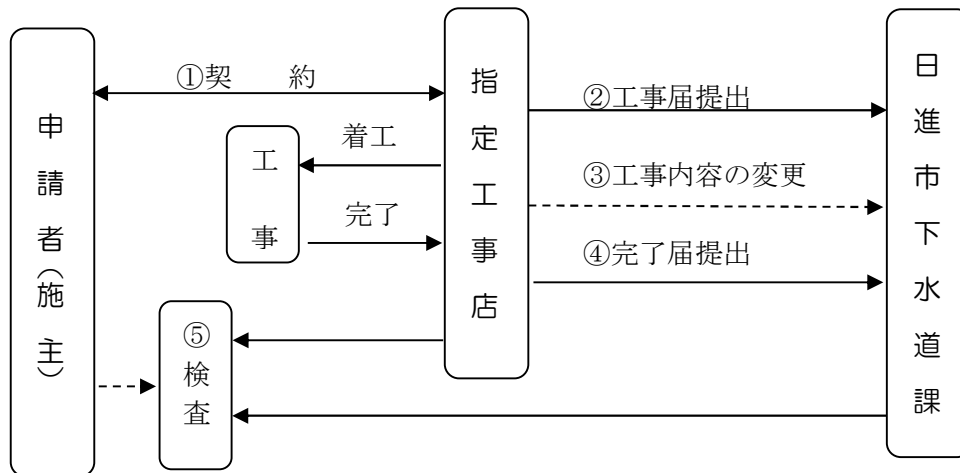 申請者（施主）
①契　　約
工事
着工
完了
⑤検査
指定工事店
②工事届提出
③工事内容の変更
④完了届提出
日進市下水道課